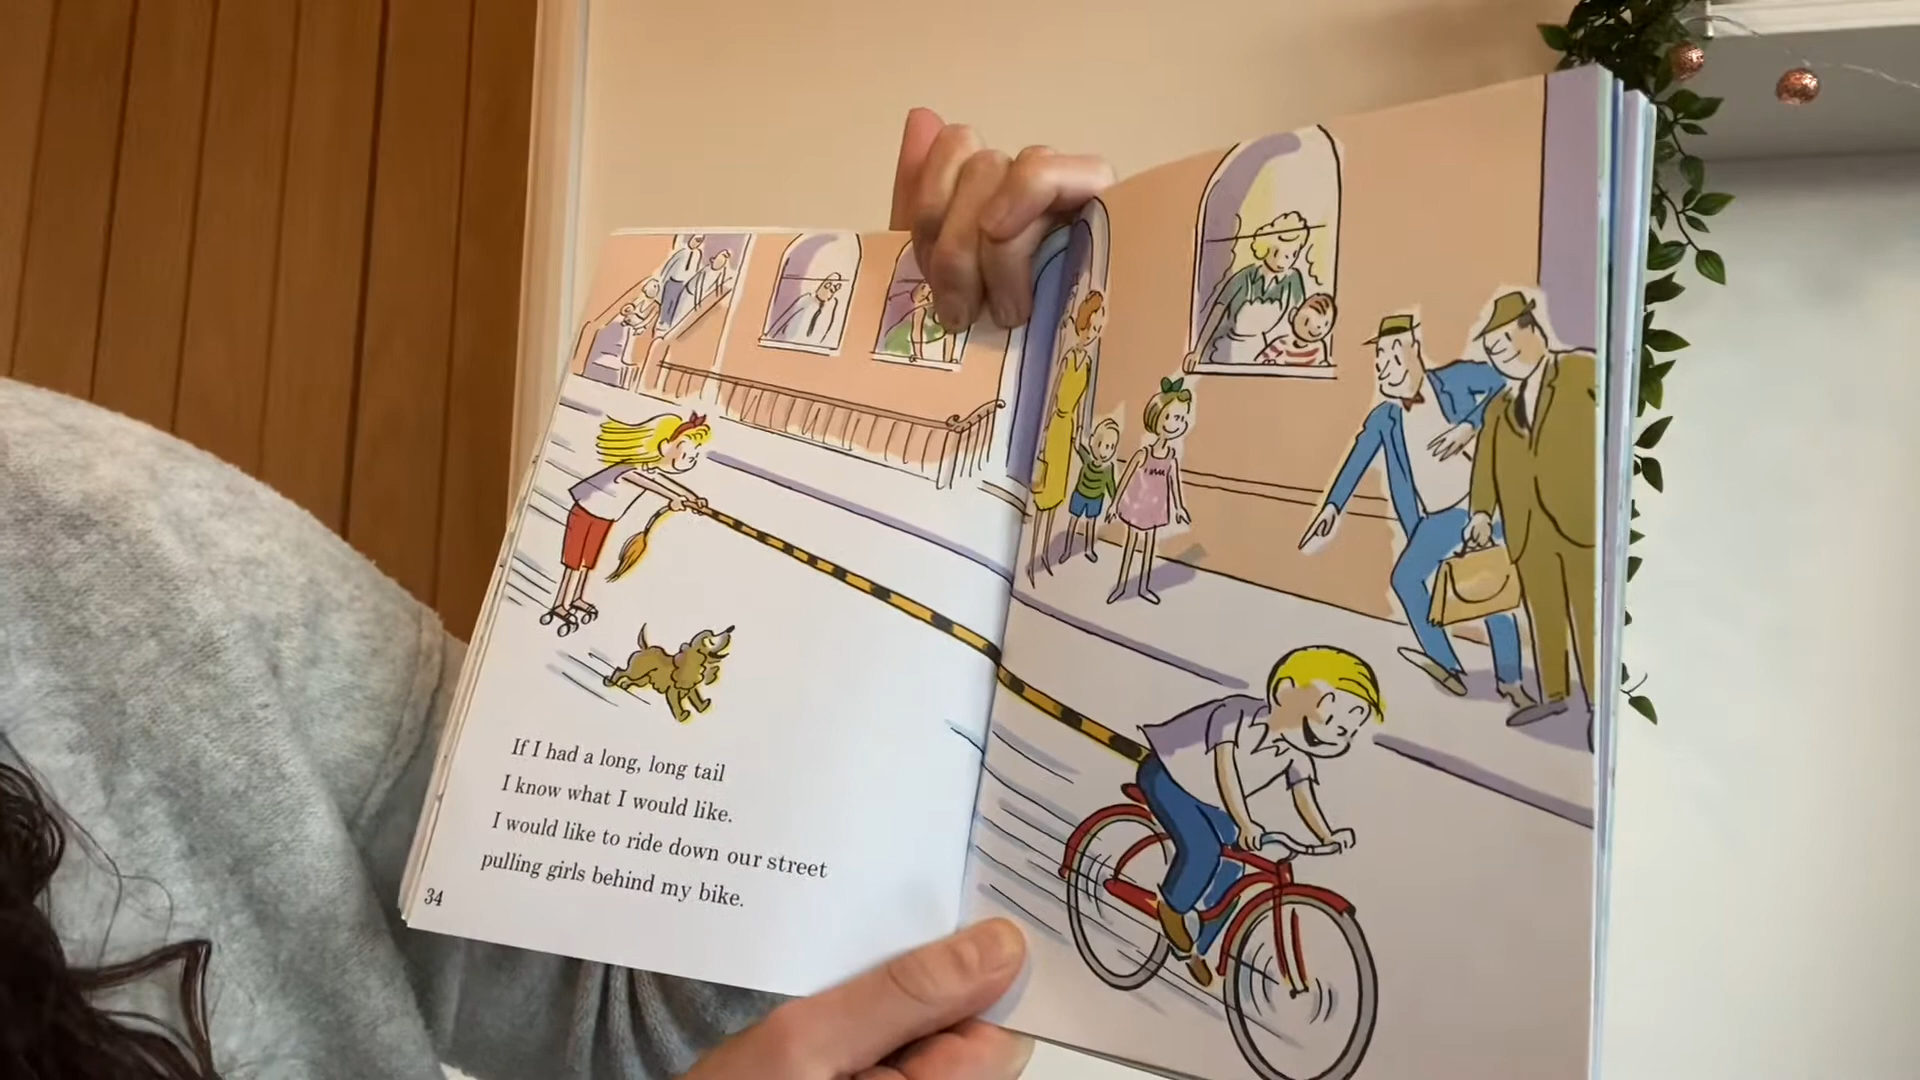 If I had a long, long tail
I know what I would like.
I would like to ride down our street
pulling girls behind my bike.
34